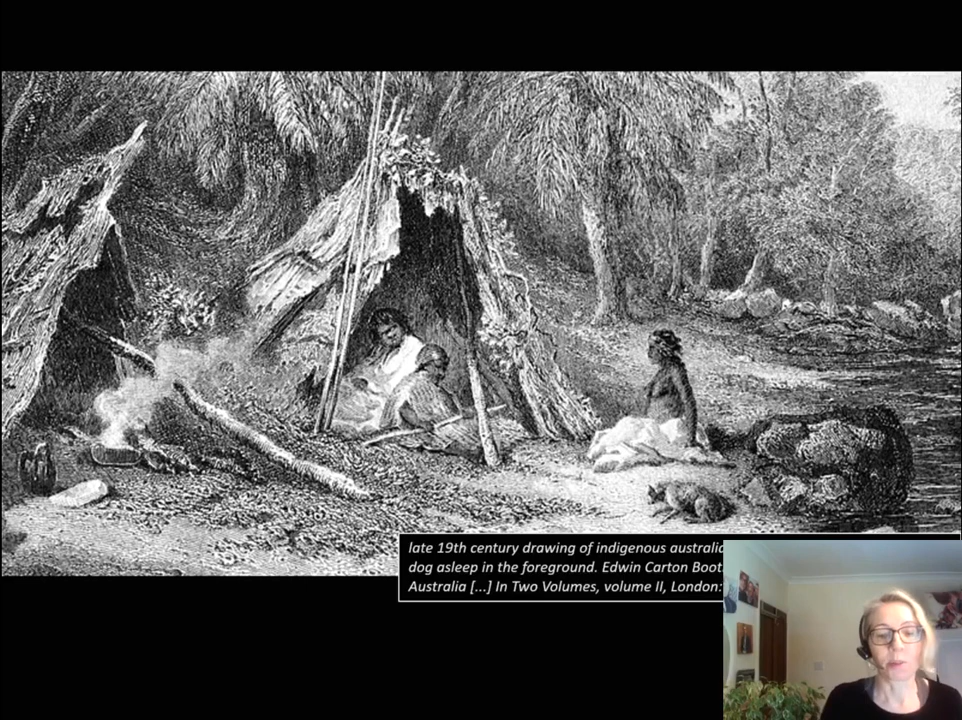 late 19th century drawing of indigenous
dog asleep in the foreground. Edwin Carton
Australia [...] In Two Volumes, volume II, London: